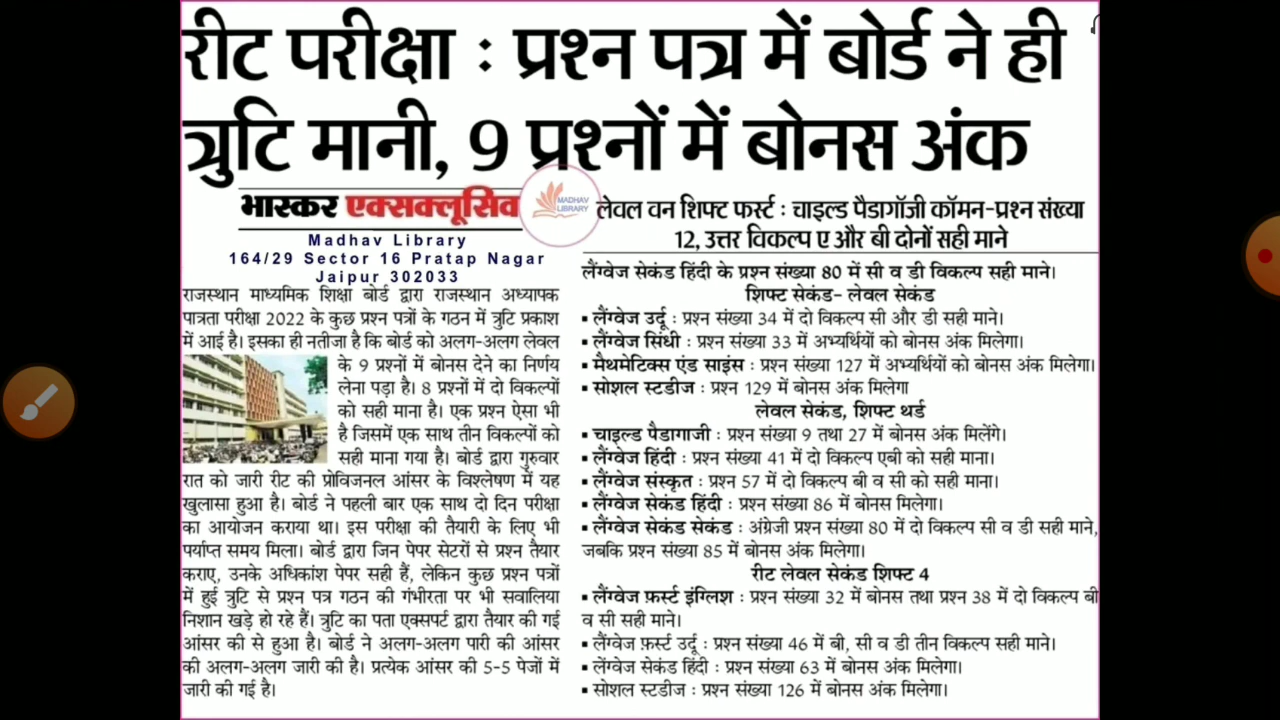 रीट परीक्षा : प्रश्न पत्र में बोर्ड ने ही
त्रुटि मानी, 9 प्रश्नों में बोनस अंक
भास्कर एक्सक्लूसिव
MADHAV
LIBRARY
Madhav Library
164/29 Sector 16 Pratap Nagar
Jaipur 302033
राजस्थान माध्यमिक शिक्षा बोर्ड द्वारा राजस्थान अध्यापक
पात्रता परीक्षा 2022 के कुछ प्रश्न पत्रों के गठन में त्रुटि प्रकाश
में आई है। इसका ही नतीजा है कि बोर्ड को अलग-अलग लेवल
के 9 प्रश्नों में बोनस देने का निर्णय
लेना पड़ा है। 8 प्रश्नों में दो विकल्पों
को सही माना है। एक प्रश्न ऐसा भी
है जिसमें एक साथ तीन विकल्पों को
सही माना गया है। बोर्ड द्वारा गुरुवार
रात को जारी रीट की प्रोविजनल आंसर के विश्लेषण में यह
खुलासा हुआ है। बोर्ड ने पहली बार एक साथ दो दिन परीक्षा
का आयोजन कराया था। इस परीक्षा की तैयारी के लिए भी
पर्याप्त समय मिला। बोर्ड द्वारा जिन पेपर सेटरों से प्रश्न तैयार
कराए, उनके अधिकांश पेपर सही हैं, लेकिन कुछ प्रश्न पत्रों
में हुई त्रुटि से प्रश्न पत्र गठन की गंभीरता पर भी सवालिया
निशान खड़े हो रहे हैं। त्रुटि का पता एक्सपर्ट द्वारा तैयार की गई
आंसर की से हुआ है। बोर्ड ने अलग-अलग पारी की आंसर
की अलग-अलग जारी की है। प्रत्येक आंसर की 5-5 पेजों में
जारी की गई है।
लेवल वन शिफ्ट फर्स्ट : चाइल्ड पैडागॉजी कॉमन-प्रश्न संख्या
12, उत्तर विकल्प ए और बी दोनों सही माने
लैंग्वेज सेकंड हिंदी के प्रश्न संख्या 80 में सी व डी विकल्प सही माने।
शिफ्ट सेकंड- लेवल सेकंड
▪ लैंग्वेज उर्दू : प्रश्न संख्या 34 में दो विकल्प सी और डी सही माने।
▪ लैंग्वेज सिंधी : प्रश्न संख्या 33 में अभ्यर्थियों को बोनस अंक मिलेगा।
▪ मैथमेटिक्स एंड साइंस : प्रश्न संख्या 127 में अभ्यर्थियों को बोनस अंक मिलेगा।
▪ सोशल स्टडीज : प्रश्न 129 में बोनस अंक मिलेगा
लेवल सेकंड, शिफ्ट थर्ड
▪ चाइल्ड पैडागाजी : प्रश्न संख्या 9 तथा 27 में बोनस अंक मिलेंगे।
▪ लैंग्वेज हिंदी : प्रश्न संख्या 41 में दो विकल्प एबी को सही माना।
▪ लैंग्वेज संस्कृत : प्रश्न 57 में दो विकल्प बी व सी को सही माना।
▪ लैंग्वेज सेकंड हिंदी : प्रश्न संख्या 86 में बोनस मिलेगा।
▪ लैंग्वेज सेकंड सेकंड : अंग्रेजी प्रश्न संख्या 80 में दो विकल्प सी व डी सही माने,
जबकि प्रश्न संख्या 85 में बोनस अंक मिलेगा।
रीट लेवल सेकंड शिफ्ट 4
▪ लैंग्वेज फ़र्स्ट इंग्लिश : प्रश्न संख्या 32 में बोनस तथा प्रश्न 38 में दो विकल्प बी
व सी सही माने।
▪ लैंग्वेज फ़र्स्ट उर्दू : प्रश्न संख्या 46 में बी, सी व डी तीन विकल्प सही माने।
▪ लेंग्वेज सेकंड हिंदी : प्रश्न संख्या 63 में बोनस अंक मिलेगा।
▪ सोशल स्टडीज : प्रश्न संख्या 126 में बोनस अंक मिलेगा।